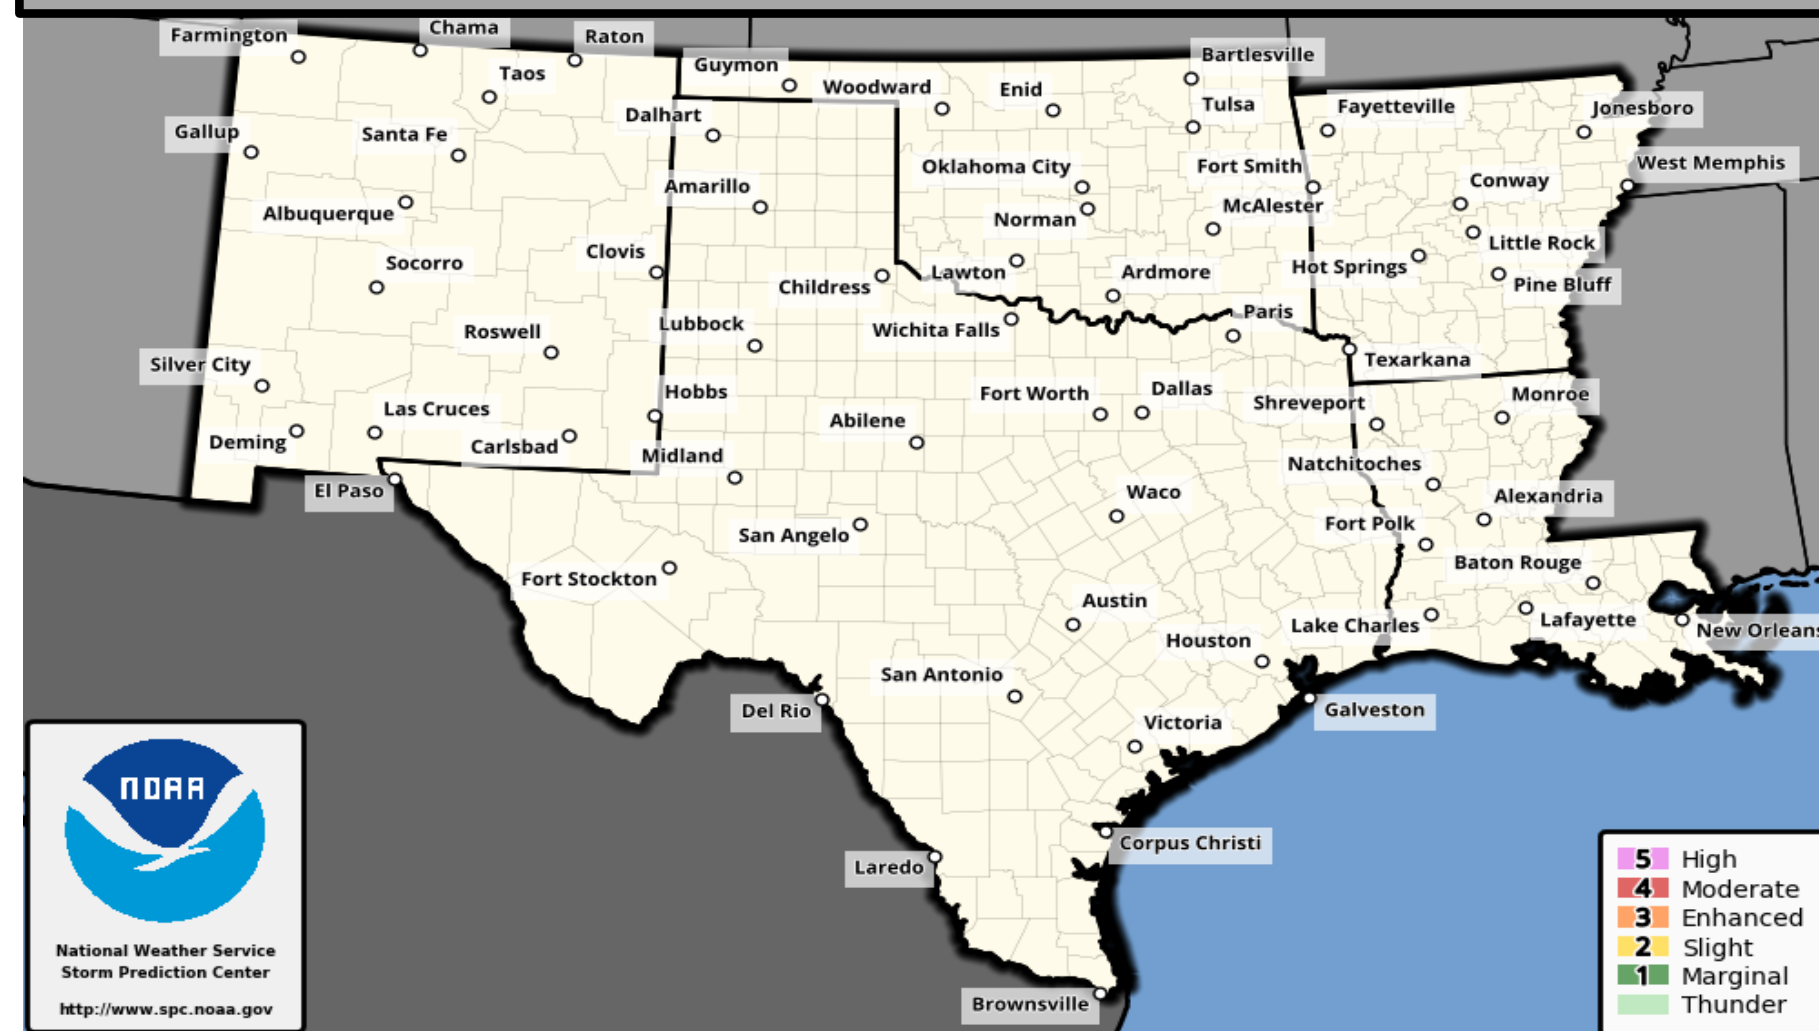 Farmington
Chama
Raton
Taos
Guymon
Woodward
Enid
Bartlesville
Tulsa
Fayetteville
Jonesboro
Dalhart
Gallup
Santa Fe
Oklahoma City
Fort Smith
West Memphis
Conway
Amarillo
Albuquerque
Norman
McAlester
Little Rock
Socorro
Clovis
Childress
Lawton
Ardmore
Hot Springs
Pine Bluff
Roswell
Lubbock
Wichita Falls
Paris
Silver City
Texarkana
Las Cruces
Hobbs
Fort Worth
Dallas
Shreveport
Monroe
Deming
Carlsbad
Midland
Abilene
Natchitoches
El Paso
Waco
Alexandria
San Angelo
Fort Polk
Fort Stockton
Baton Rouge
Austin
Lake Charles
Lafayette
New Orleans
Houston
San Antonio
Del Rio
Victoria
Galveston
Corpus Christi
Laredo
Brownsville
NOAA
National Weather Service
Storm Prediction Center
http://www.spc.noaa.gov
5 High
4 Moderate
3 Enhanced
2 Slight
1 Marginal
Thunder